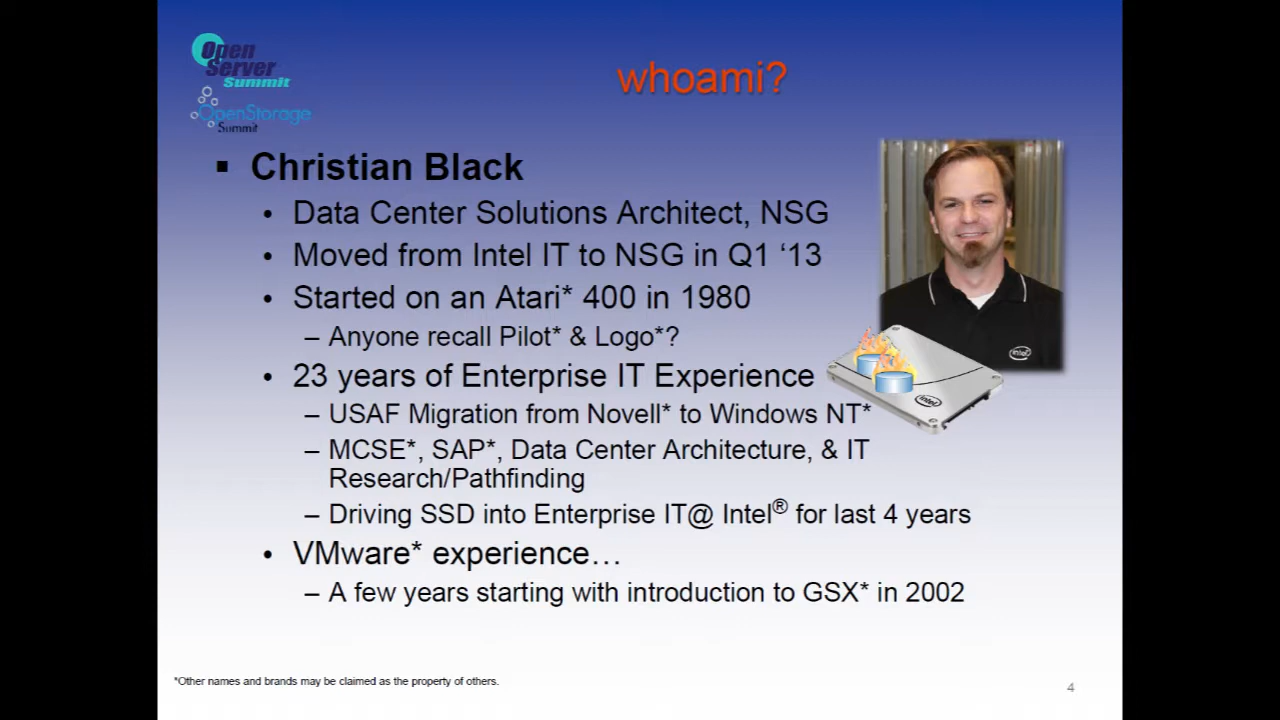 Open
Server
Summit
OpenStorage
Summit
whoami?
▪ Christian Black
• Data Center Solutions Architect, NSG
• Moved from Intel IT to NSG in Q1 ‘13
• Started on an Atari* 400 in 1980
– Anyone recall Pilot* & Logo*?
• 23 years of Enterprise IT Experience
– USAF Migration from Novell* to Windows NT*
– MCSE*, SAP*, Data Center Architecture, & IT
Research/Pathfinding
– Driving SSD into Enterprise IT@ Intel® for last 4 years
• VMware* experience…
– A few years starting with introduction to GSX* in 2002
intel
intel
*Other names and brands may be claimed as the property of others.
4